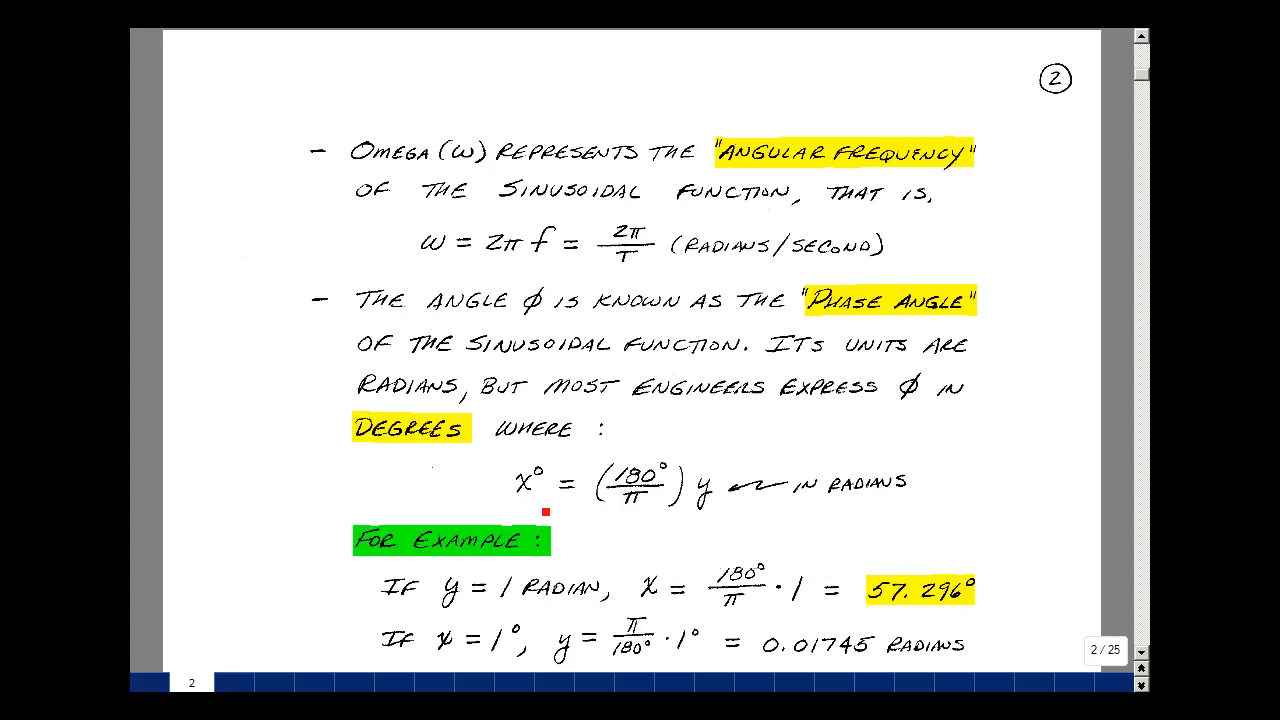 2
- OMEGA (ω) REPRESENTS THE "ANGULAR FREQUENCY"
OF THE SINUSOIDAL FUNCTION, THAT IS,
ω = 2π f = 2π/T (RADIANS/SECOND)
- THE ANGLE φ IS KNOWN AS THE "PHASE ANGLE"
OF THE SINUSOIDAL FUNCTION. ITS UNITS ARE
RADIANS, BUT MOST ENGINEERS EXPRESS φ IN
DEGREES WHERE :
x° = (180°/π) y ← IN RADIANS
FOR EXAMPLE :
IF y = 1 RADIAN, x = 180°/π · 1 = 57.296°
IF x = 1°, y = π/180° · 1° = 0.01745 RADIANS
2 / 25
2